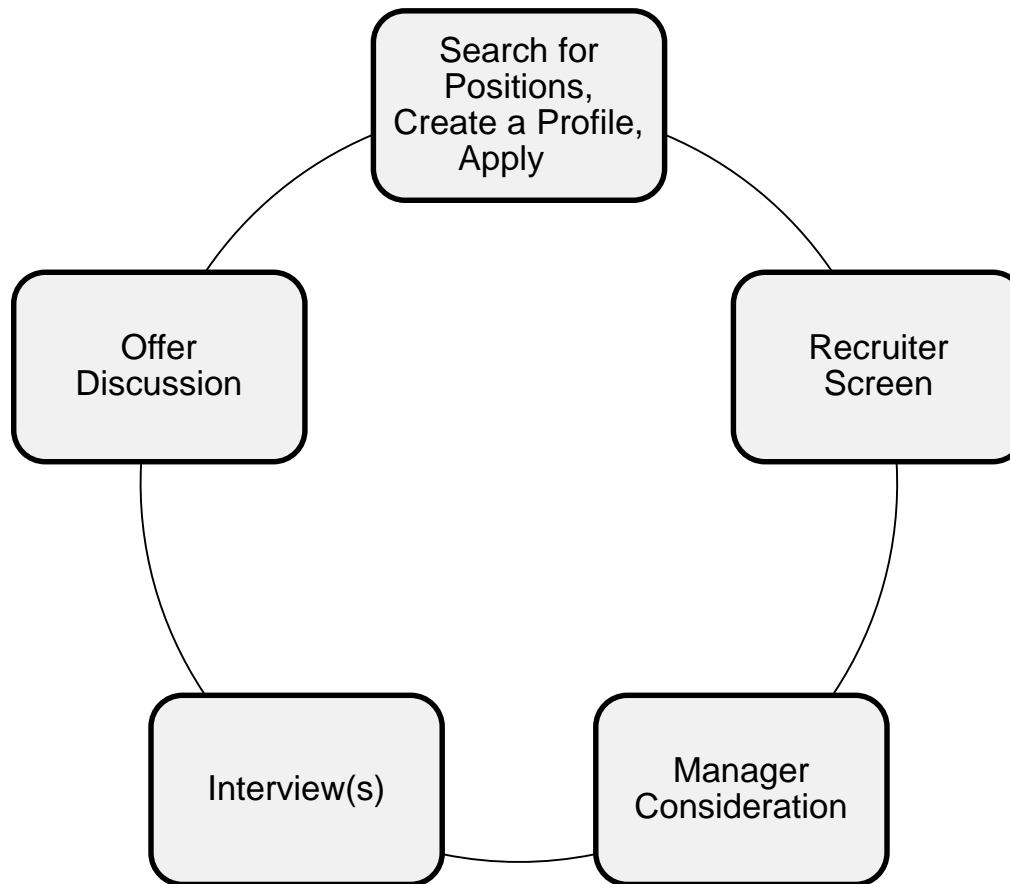 Search for
Positions,
Create a Profile,
Apply
Recruiter
Screen
Manager
Consideration
Interview(s)
Offer
Discussion